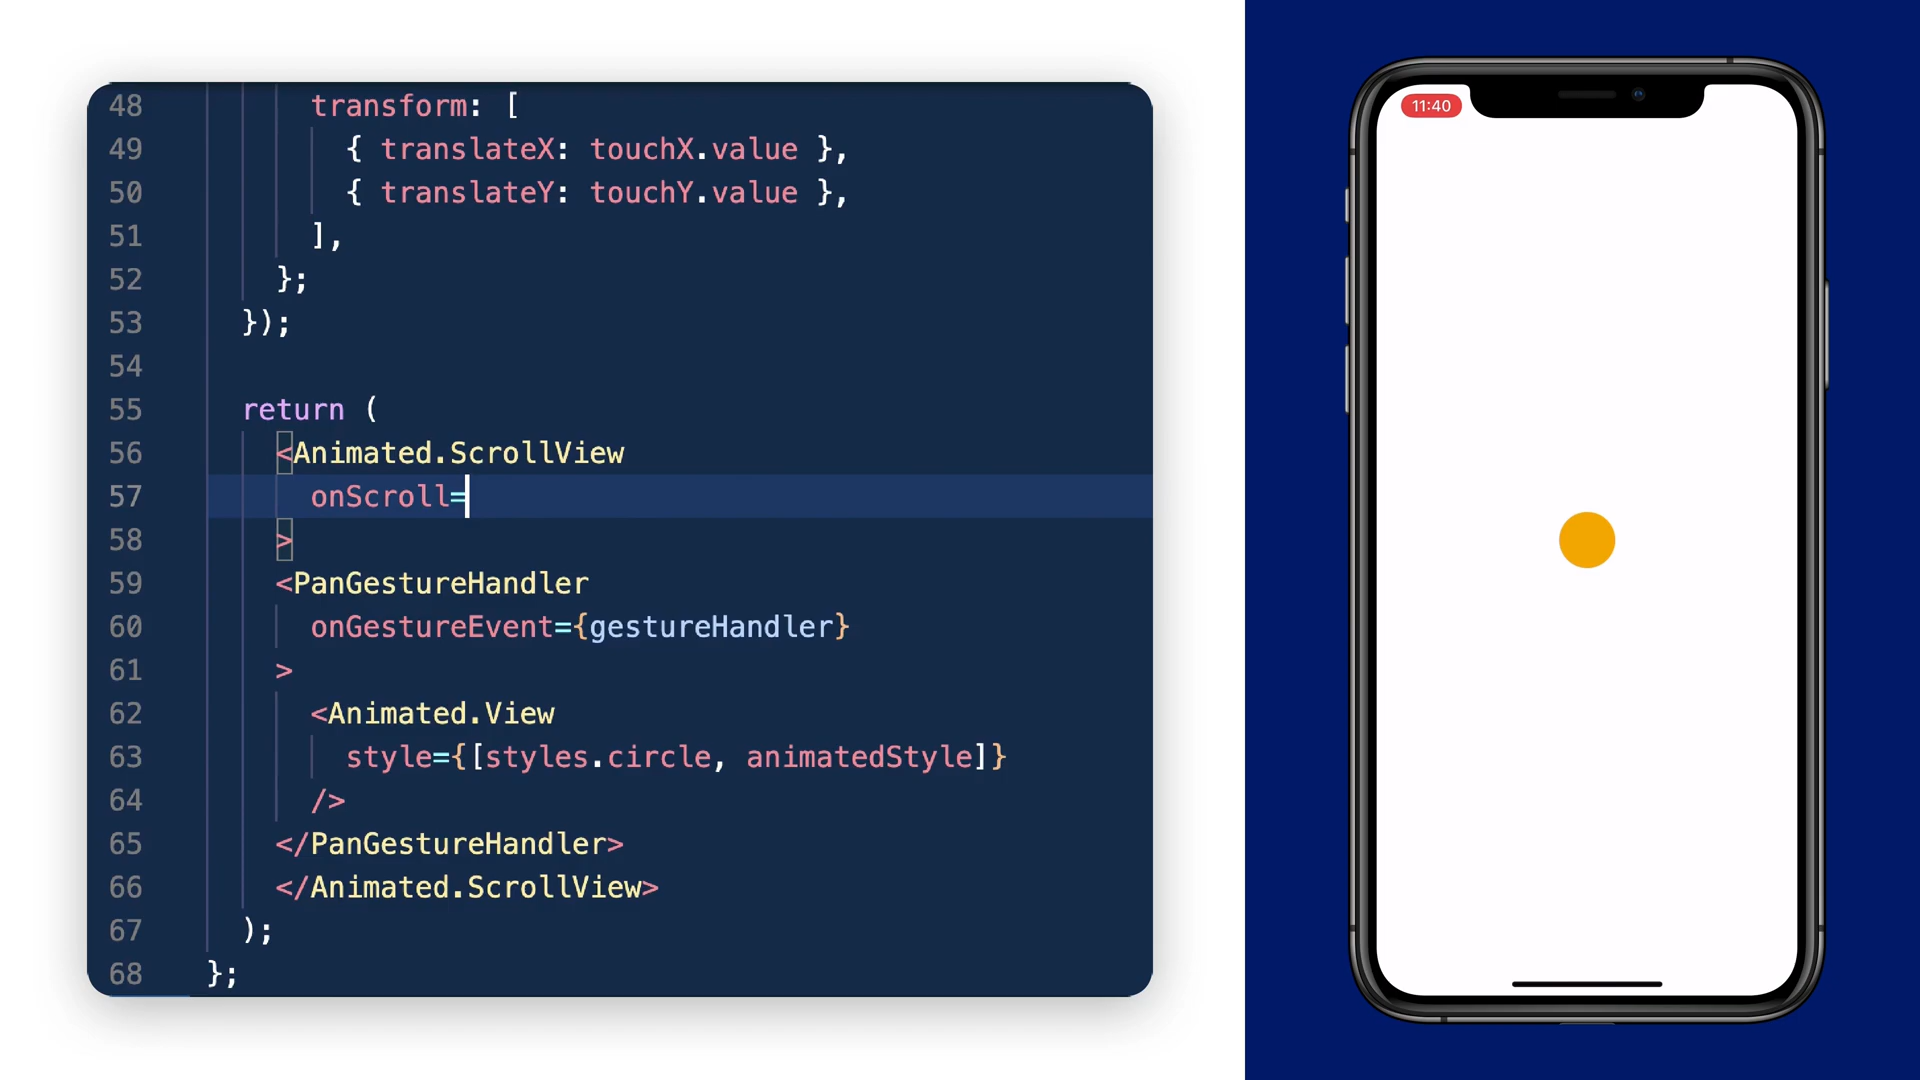 48 transform: [
49 { translateX: touchX.value },
50 { translateY: touchY.value },
51 ],
52 };
53 });
54
55 return (
56 <Animated.ScrollView
57 onScroll=
58 >
59 <PanGestureHandler
60 onGestureEvent={gestureHandler}
61 >
62 <Animated.View
63 style={[styles.circle, animatedStyle]}
64 />
65 </PanGestureHandler>
66 </Animated.ScrollView>
67 );
68 };
11:40